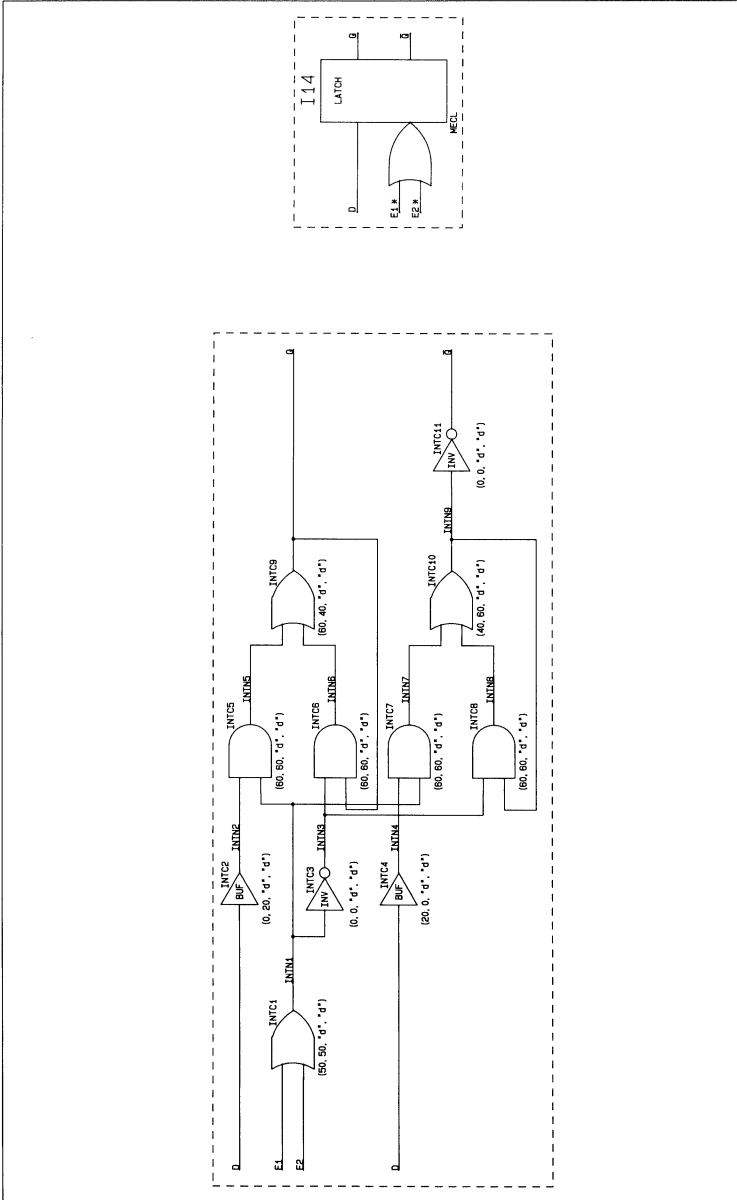 I14
LATCH
D
Q
Q̅
E1*
E2*
MECL
D
E1
E2
D
INTC1
(50, 50, "d", "d")
INTN1
INTC2
BUF
(0, 20, "d", "d")
INTN2
INTC3
INV
(0, 0, "d", "d")
INTN3
INTC4
BUF
(20, 0, "d", "d")
INTN4
INTC5
(60, 60, "d", "d")
INTN5
INTC6
(60, 60, "d", "d")
INTN6
INTC7
(60, 60, "d", "d")
INTN7
INTC8
(60, 60, "d", "d")
INTN8
INTC9
(60, 40, "d", "d")
INTC10
(40, 60, "d", "d")
INTN9
INTC11
INV
(0, 0, "d", "d")
Q
Q̅